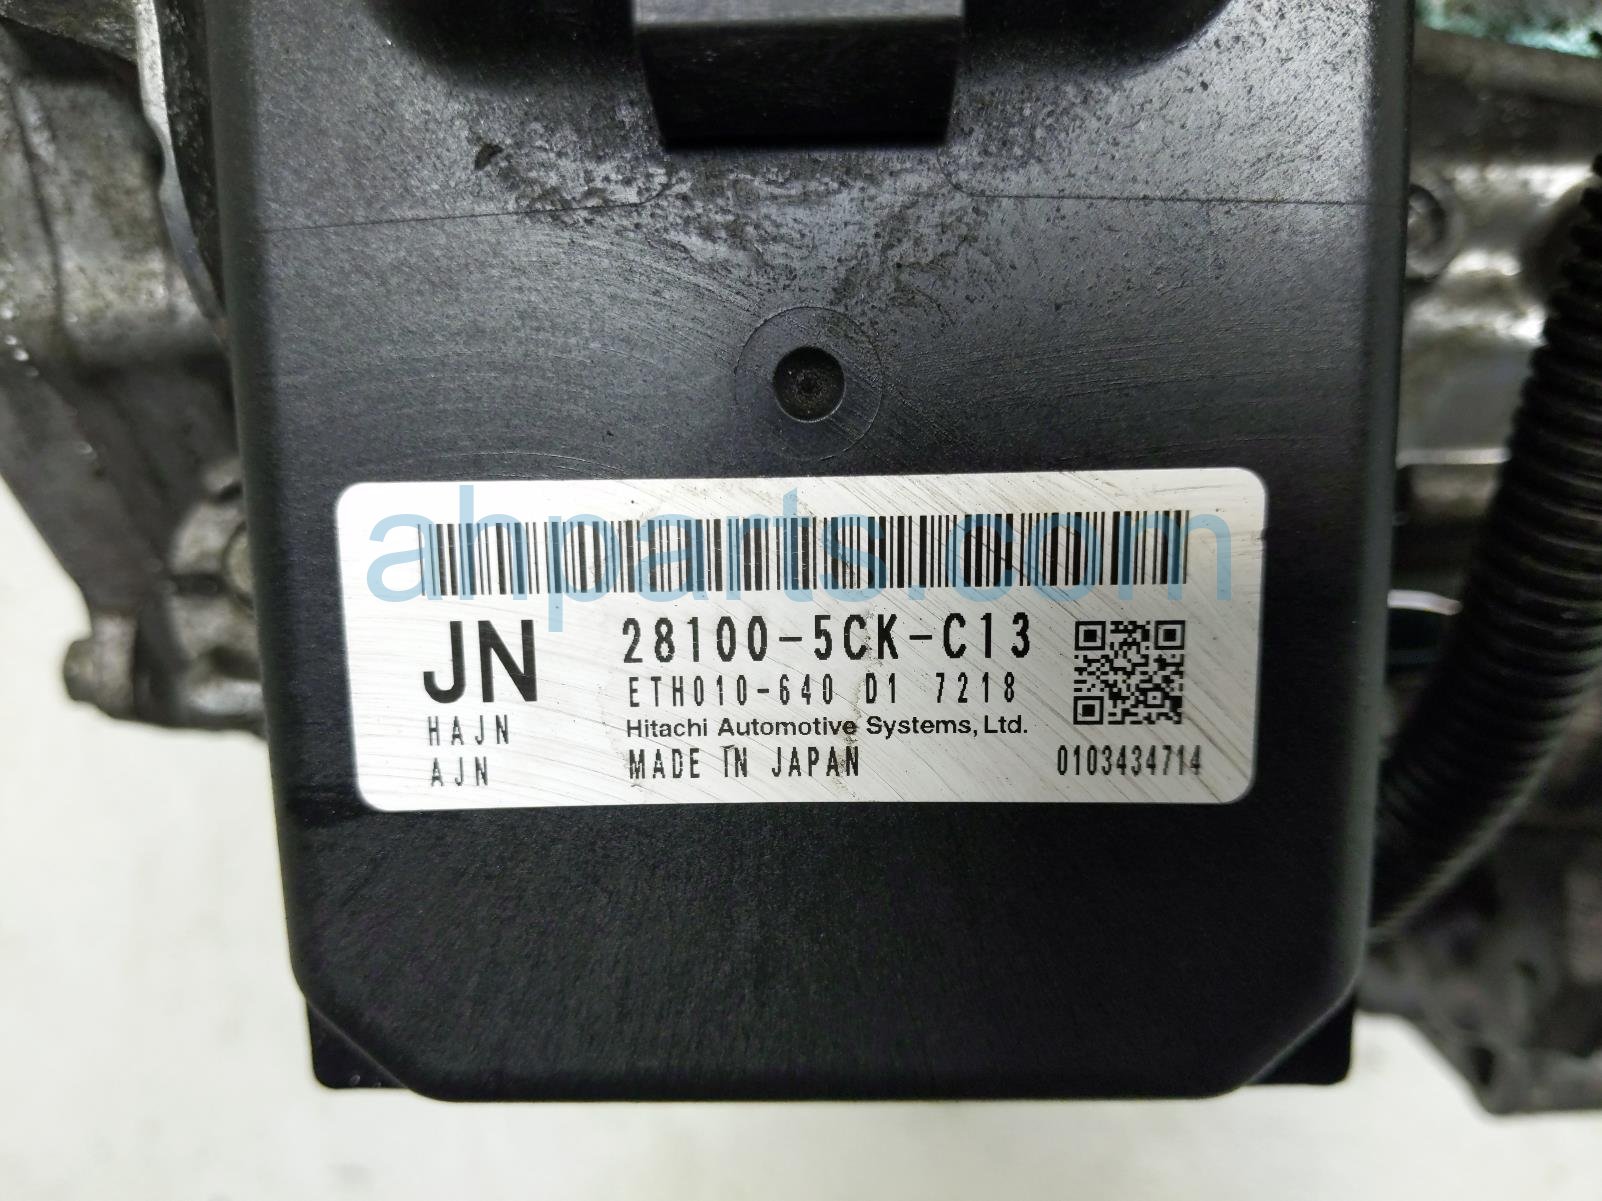 ahparts.com
JN
28100-5CK-C13
ETH010-640 D1 7218
HAJN
Hitachi Automotive Systems, Ltd.
AJN
MADE IN JAPAN
0103434714